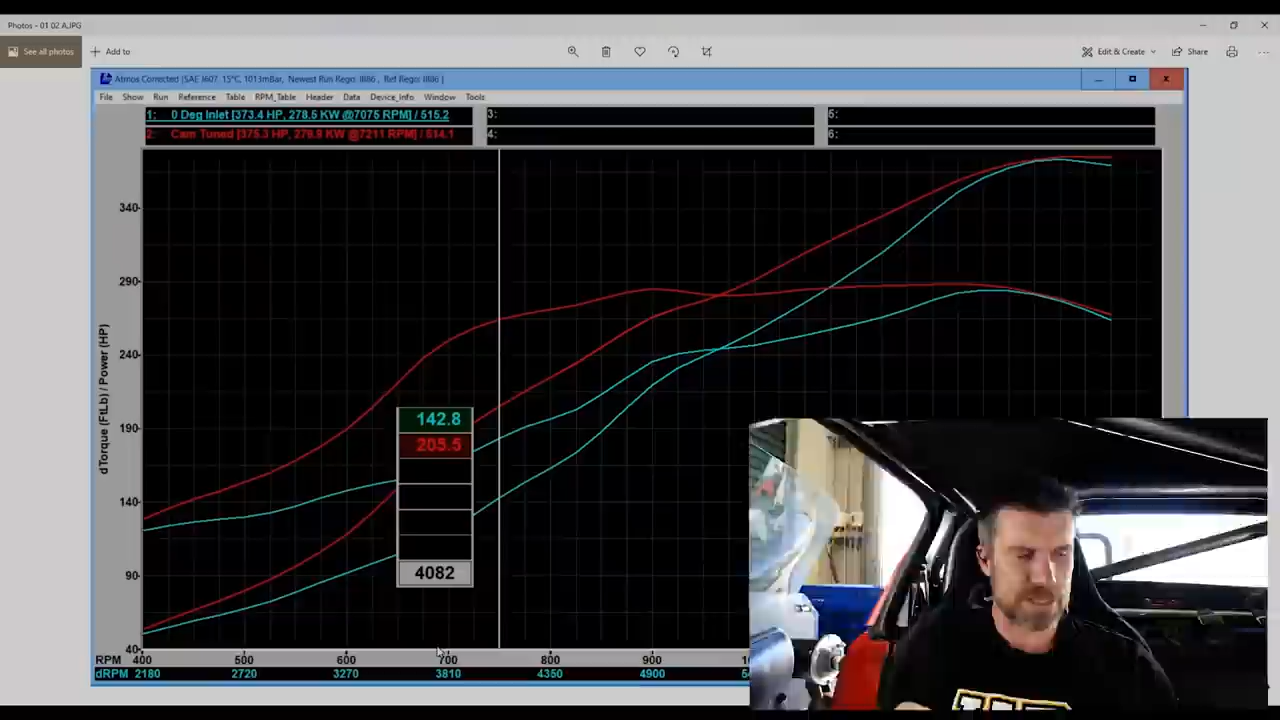 Photos - 01 02 A.JPG
See all photos
Add to
Edit & Create
Share
Atmos Corrected (SAE J607 15°C, 1013mBar, Newest Run Rego: III86 , Ref Rego: III86 )
File Show Run Reference Table RPM_Table Header Data Device_Info Window Tools
1: 0 Deg Inlet [373.4 HP, 278.5 KW @7075 RPM] / 515.2
3:
5:
2: Cam Tuned [375.3 HP, 279.9 KW @7211 RPM] / 514.1
4:
6:
dTorque (FtLb) / Power (HP)
340
290
240
190
140
90
40
142.8
205.5
4082
RPM 400 500 600 700 800 900
dRPM 2180 2720 3270 3810 4350 4900